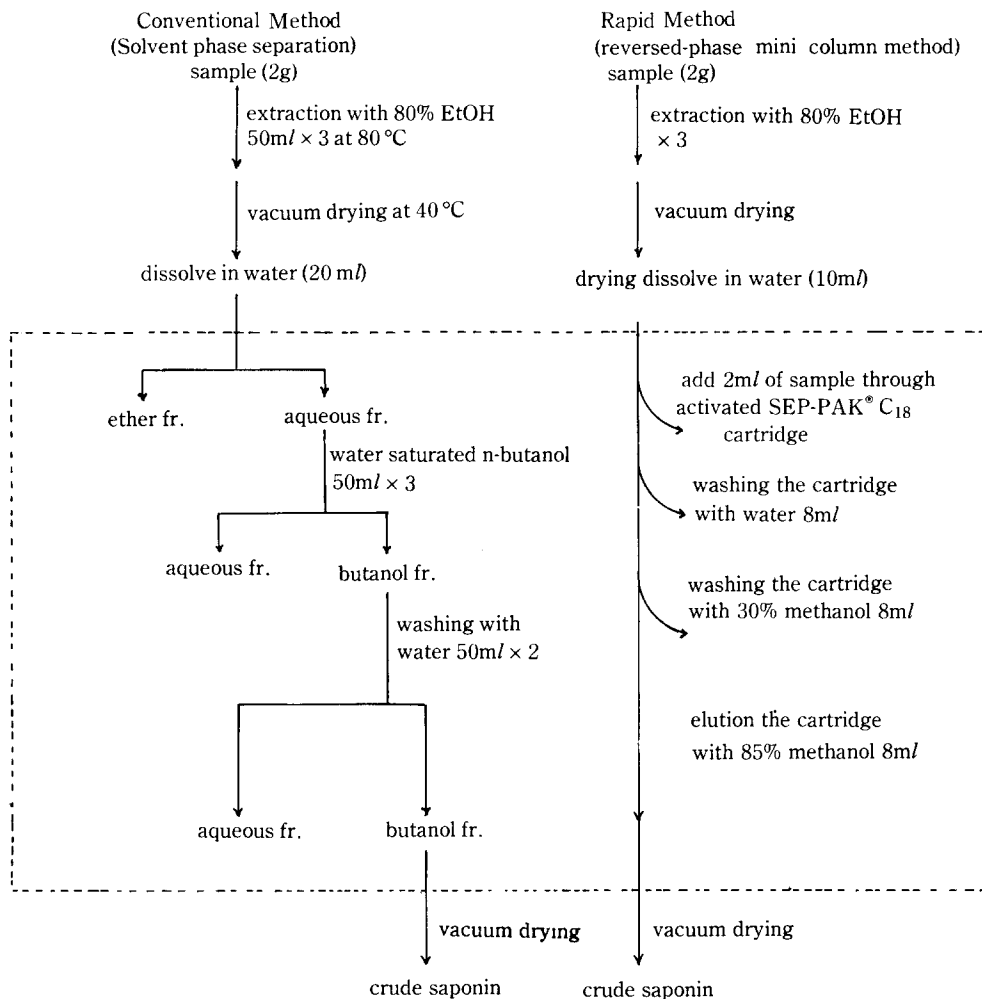 Conventional Method
(Solvent phase separation)
sample (2g)
extraction with 80% EtOH
50ml × 3 at 80 °C
vacuum drying at 40 °C
dissolve in water (20 ml)
ether fr.
aqueous fr.
water saturated n-butanol
50ml × 3
aqueous fr.
butanol fr.
washing with
water 50ml × 2
aqueous fr.
butanol fr.
vacuum drying
crude saponin
Rapid Method
(reversed-phase mini column method)
sample (2g)
extraction with 80% EtOH
× 3
vacuum drying
drying dissolve in water (10ml)
add 2ml of sample through
activated SEP-PAK® C18
cartridge
washing the cartridge
with water 8ml
washing the cartridge
with 30% methanol 8ml
elution the cartridge
with 85% methanol 8ml
vacuum drying
crude saponin